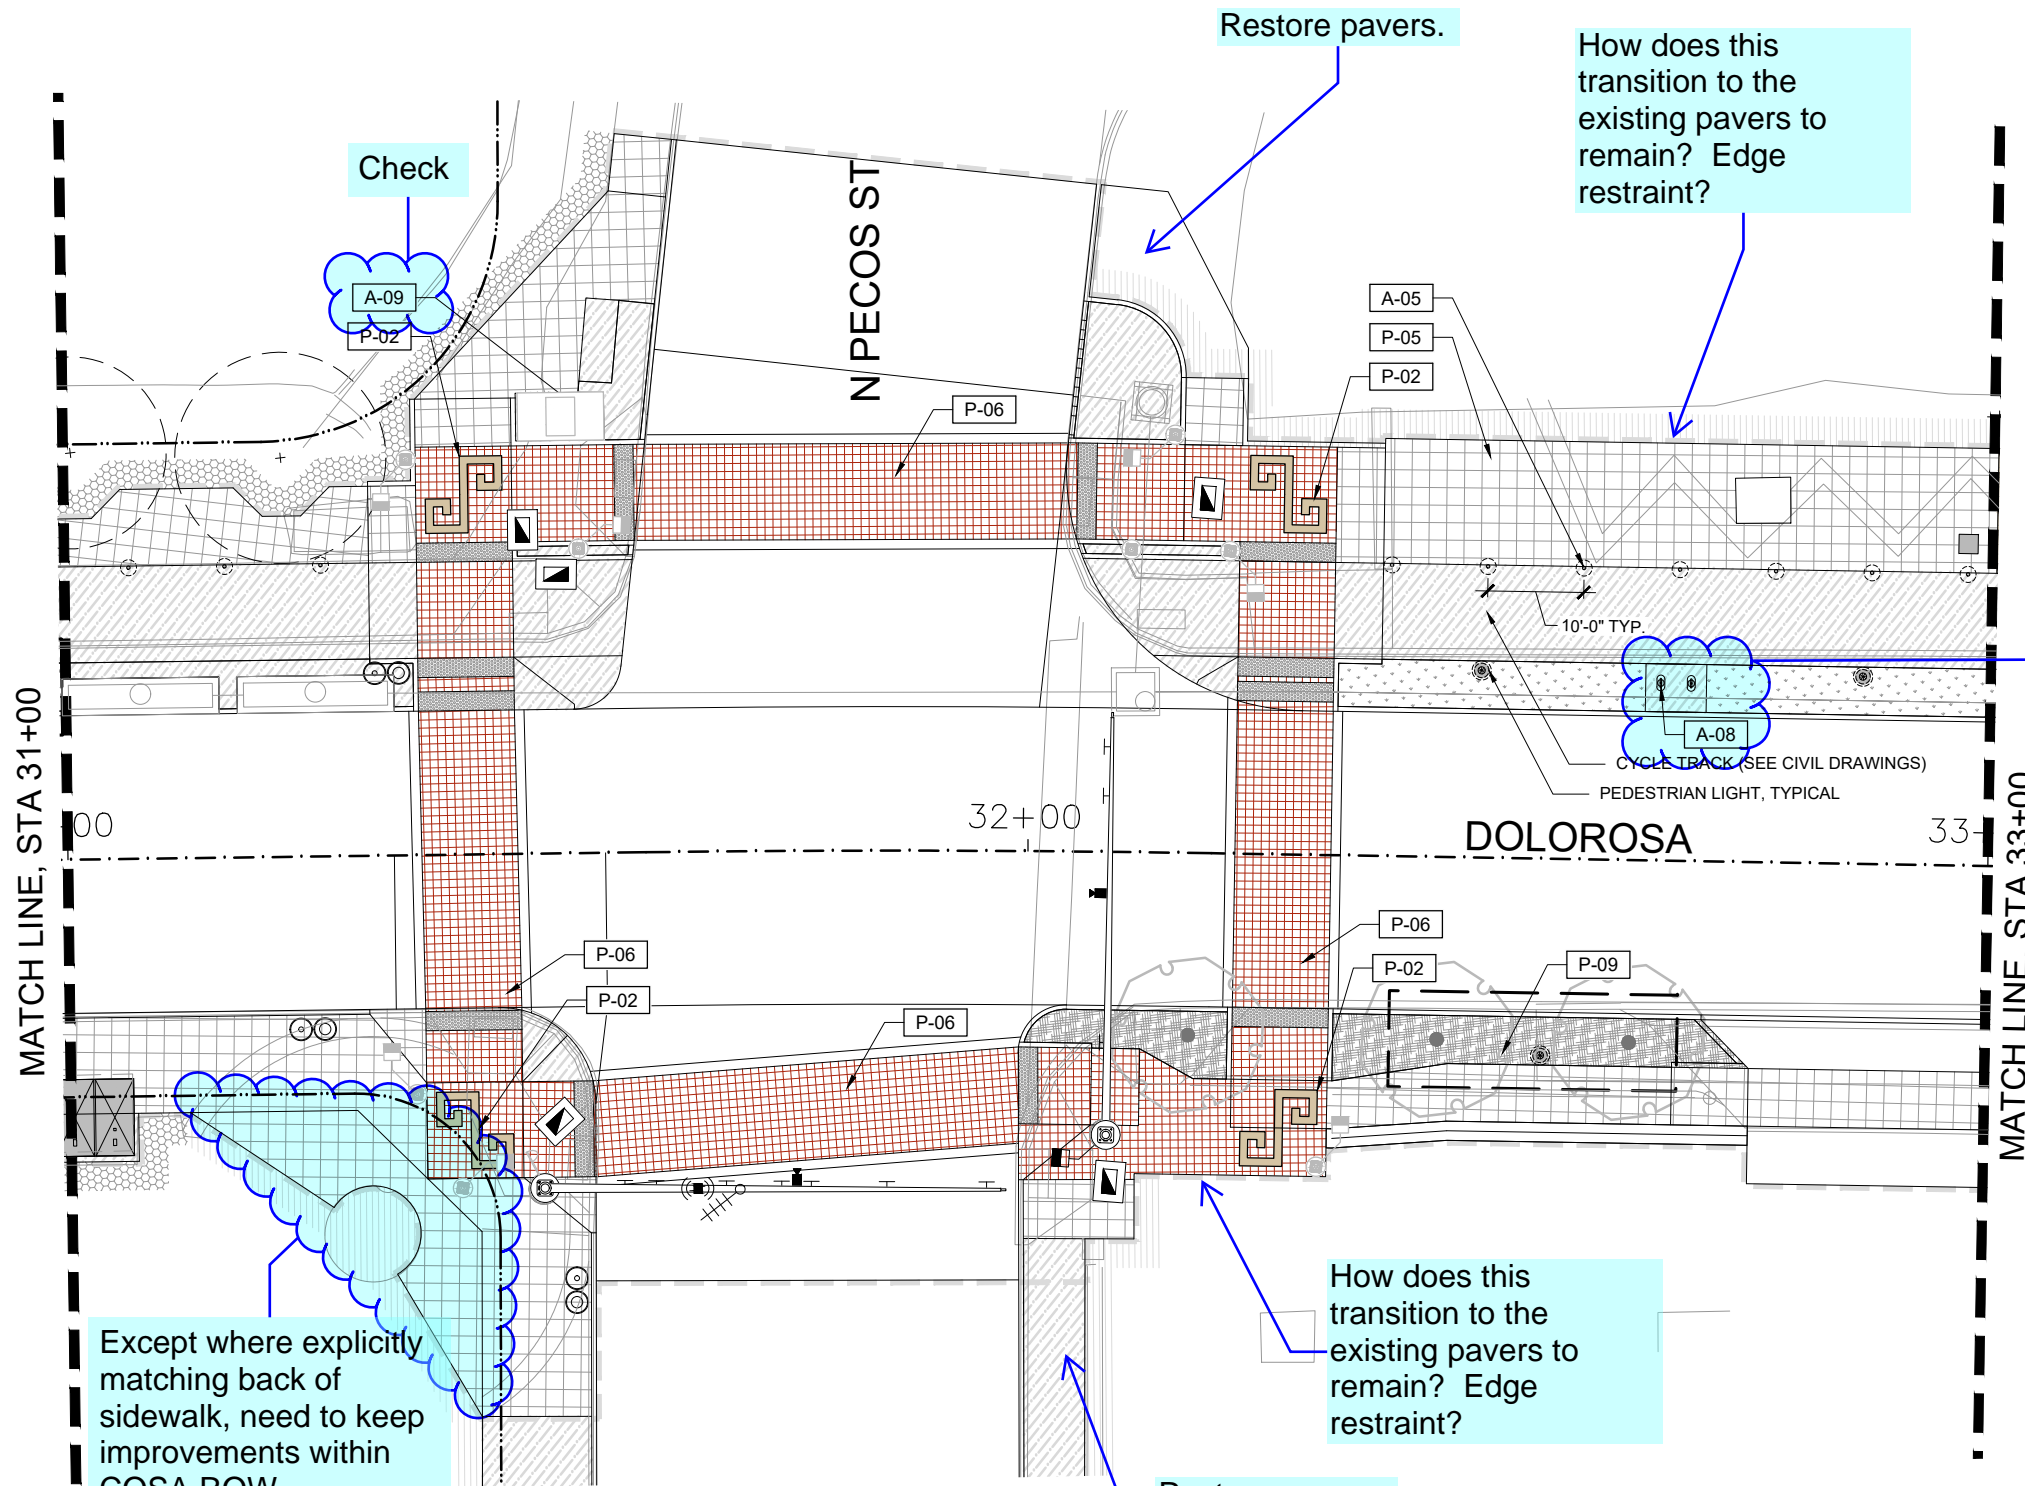 Restore pavers.
How does this
transition to the
existing pavers to
remain?  Edge
restraint?
Check
A-09
P-02
N PECOS ST
A-05
P-05
P-02
P-06
10'-0" TYP.
A-08
CYCLE TRACK (SEE CIVIL DRAWINGS)
PEDESTRIAN LIGHT, TYPICAL
MATCH LINE, STA 31+00
00
32+00
DOLOROSA
33
MATCH LINE, STA 33+00
P-06
P-02
P-06
P-06
P-02
P-09
Except where explicitly
matching back of
sidewalk, need to keep
improvements within
COSA ROW
How does this
transition to the
existing pavers to
remain?  Edge
restraint?